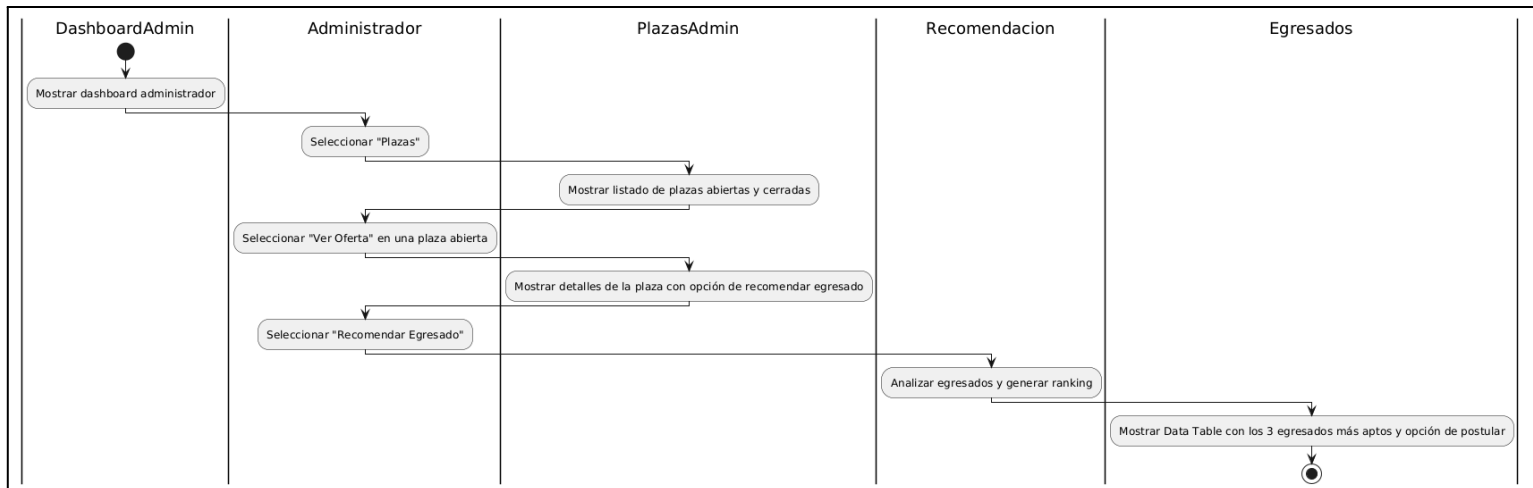 DashboardAdmin
Administrador
PlazasAdmin
Recomendacion
Egresados
Mostrar dashboard administrador
Seleccionar "Plazas"
Mostrar listado de plazas abiertas y cerradas
Seleccionar "Ver Oferta" en una plaza abierta
Mostrar detalles de la plaza con opción de recomendar egresado
Seleccionar "Recomendar Egresado"
Analizar egresados y generar ranking
Mostrar Data Table con los 3 egresados más aptos y opción de postular